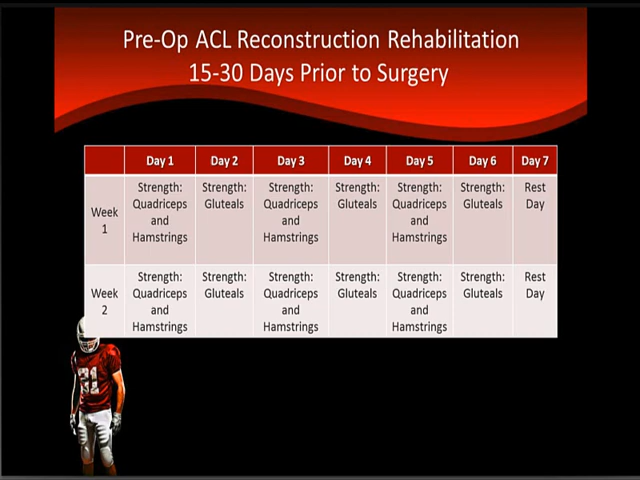 Pre-Op ACL Reconstruction Rehabilitation
15-30 Days Prior to Surgery
Day 1 Day 2 Day 3 Day 4 Day 5 Day 6 Day 7
Week 1 Strength: Quadriceps and Hamstrings Strength: Gluteals Strength: Quadriceps and Hamstrings Strength: Gluteals Strength: Quadriceps and Hamstrings Strength: Gluteals Rest Day
Week 2 Strength: Quadriceps and Hamstrings Strength: Gluteals Strength: Quadriceps and Hamstrings Strength: Gluteals Strength: Quadriceps and Hamstrings Strength: Gluteals Rest Day
21